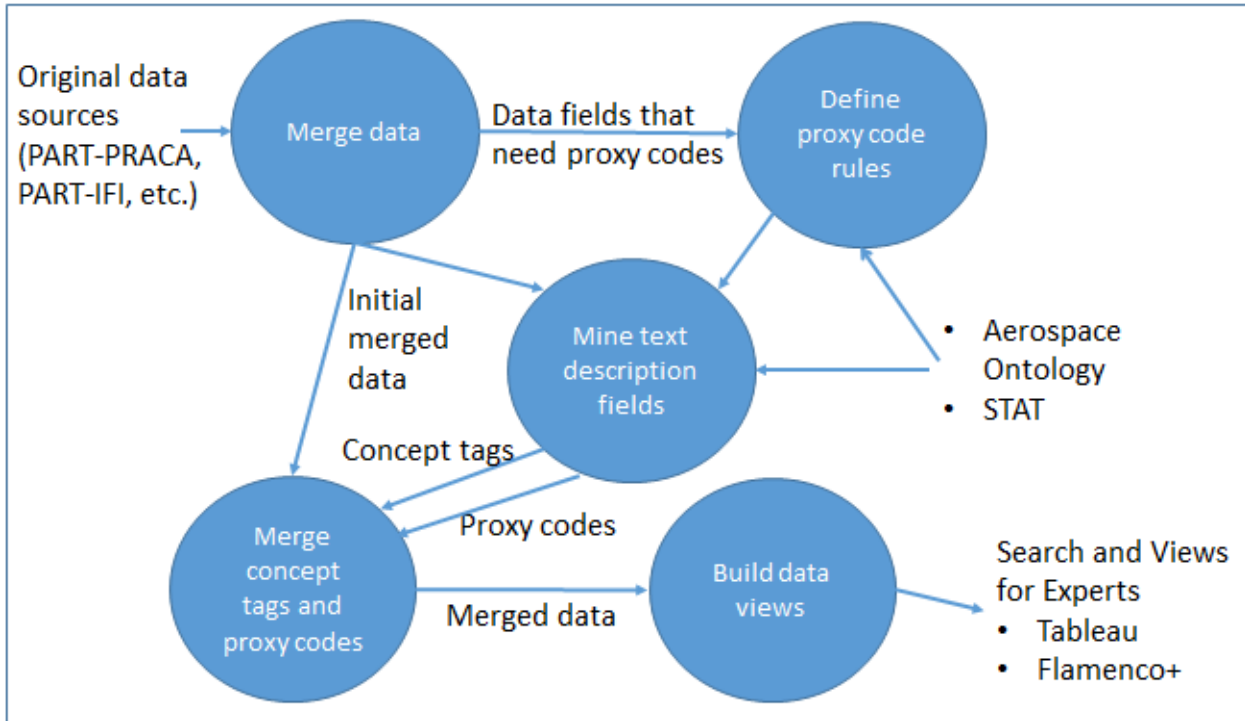 Original data
sources
(PART-PRACA,
PART-IFI, etc.)
Merge data
Data fields that
need proxy codes
Define
proxy code
rules
Initial
merged
data
Mine text
description
fields
• Aerospace
Ontology
• STAT
Concept tags
Proxy codes
Merge
concept
tags and
proxy codes
Merged data
Build data
views
Search and Views
for Experts
• Tableau
• Flamenco+